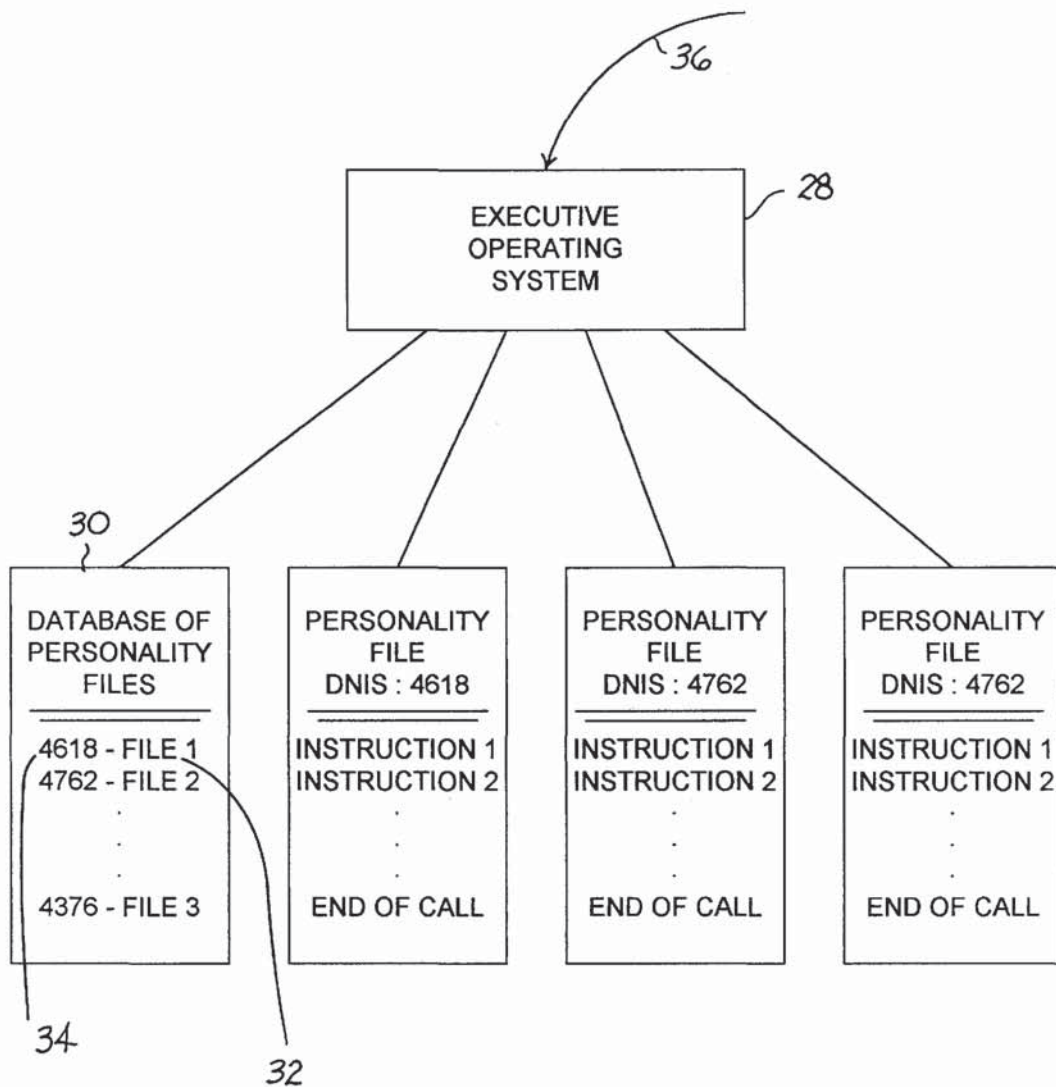 36
28
EXECUTIVE
OPERATING
SYSTEM
30
DATABASE OF
PERSONALITY
FILES
4618 - FILE 1
4762 - FILE 2
.
.
.
4376 - FILE 3
34
32
PERSONALITY
FILE
DNIS : 4618
INSTRUCTION 1
INSTRUCTION 2
.
.
.
END OF CALL
PERSONALITY
FILE
DNIS : 4762
INSTRUCTION 1
INSTRUCTION 2
.
.
.
END OF CALL
PERSONALITY
FILE
DNIS : 4762
INSTRUCTION 1
INSTRUCTION 2
.
.
.
END OF CALL